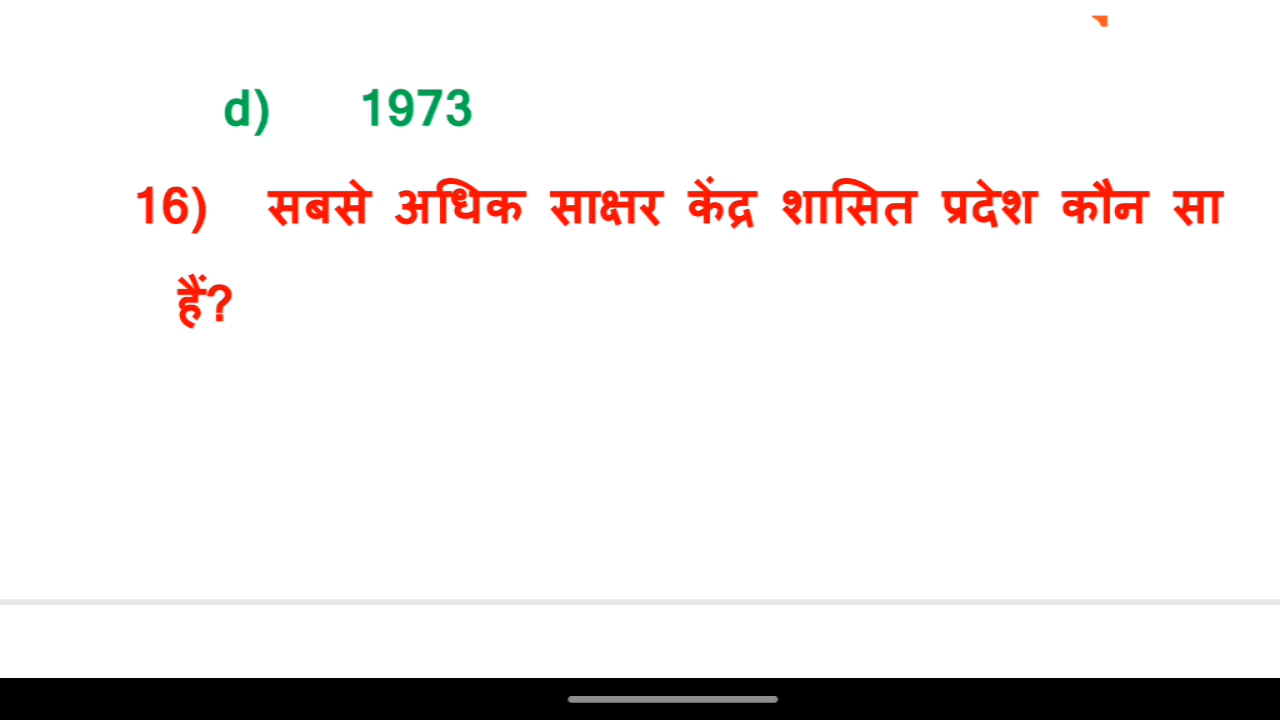 d) 1973
16) सबसे अधिक साक्षर केंद्र शासित प्रदेश कौन सा
हैं?